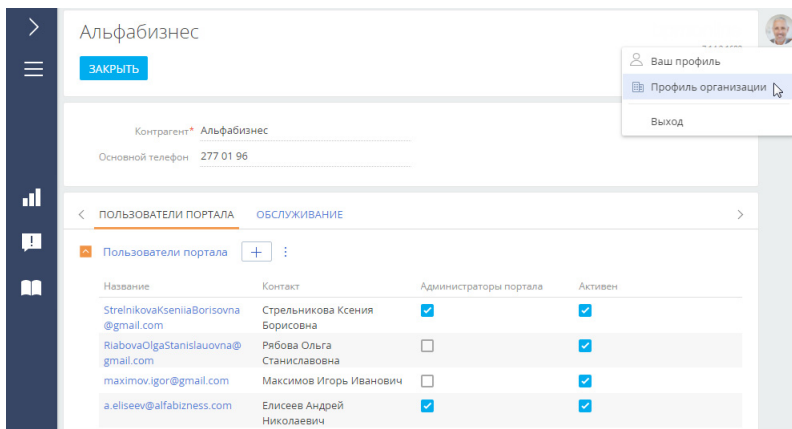 Альфабизнес
ЗАКРЫТЬ
Ваш профиль
Профиль организации
Выход
Контрагент* Альфабизнес
Основной телефон 277 01 96
ПОЛЬЗОВАТЕЛИ ПОРТАЛА ОБСЛУЖИВАНИЕ
Пользователи портала
Название Контакт Администраторы портала Активен
StrelnikovaKseniiaBorisovna Стрельникова Ксения
@gmail.com Борисовна
RiabovaOlgaStanislauovna@ Рябова Ольга
gmail.com Станиславовна
maximov.igor@gmail.com Максимов Игорь Иванович
a.eliseev@alfabizness.com Елисеев Андрей
Николаевич